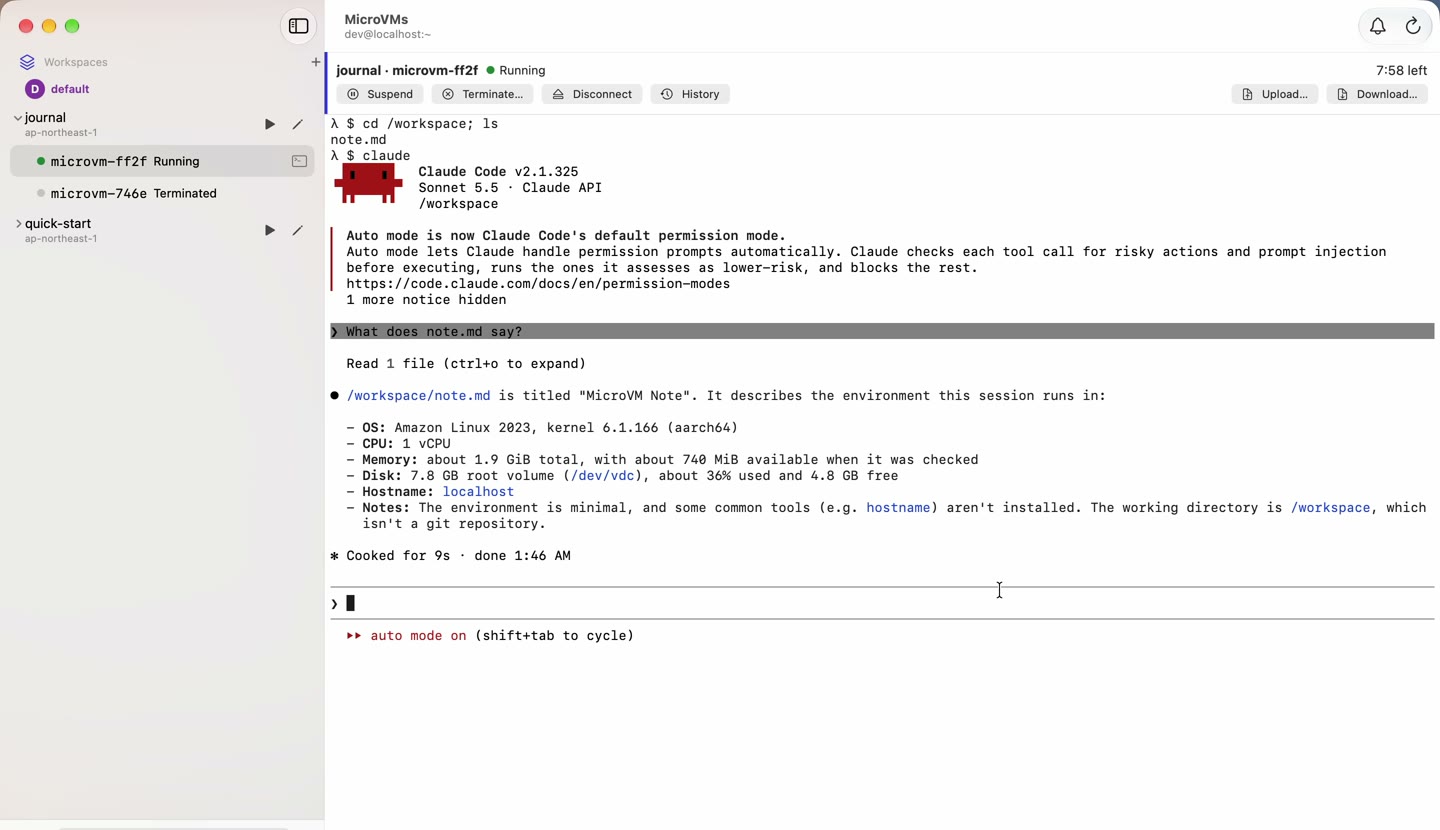 MicroVMs
dev@localhost:~
Workspaces
+
D default
journal
ap-northeast-1
microvm-ff2f Running
microvm-746e Terminated
quick-start
ap-northeast-1
journal · microvm-ff2f Running
7:58 left
Suspend
Terminate...
Disconnect
History
Upload...
Download...
λ $ cd /workspace; ls
note.md
λ $ claude
Claude Code v2.1.325
Sonnet 5.5 · Claude API
/workspace
Auto mode is now Claude Code's default permission mode.
Auto mode lets Claude handle permission prompts automatically. Claude checks each tool call for risky actions and prompt injection
before executing, runs the ones it assesses as lower-risk, and blocks the rest.
https://code.claude.com/docs/en/permission-modes
1 more notice hidden
❯ What does note.md say?
Read 1 file (ctrl+o to expand)
● /workspace/note.md is titled "MicroVM Note". It describes the environment this session runs in:
- OS: Amazon Linux 2023, kernel 6.1.166 (aarch64)
- CPU: 1 vCPU
- Memory: about 1.9 GiB total, with about 740 MiB available when it was checked
- Disk: 7.8 GB root volume (/dev/vdc), about 36% used and 4.8 GB free
- Hostname: localhost
- Notes: The environment is minimal, and some common tools (e.g. hostname) aren't installed. The working directory is /workspace, which
isn't a git repository.
✻ Cooked for 9s · done 1:46 AM
❯
⏵⏵ auto mode on (shift+tab to cycle)